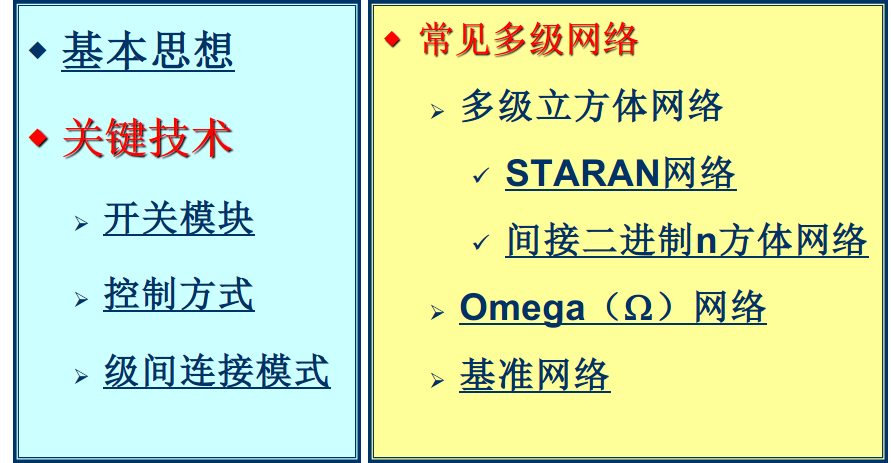 基本思想
关键技术
开关模块
控制方式
级间连接模式
常见多级网络
多级立方体网络
STARAN网络
间接二进制n方体网络
Omega（Ω）网络
基准网络